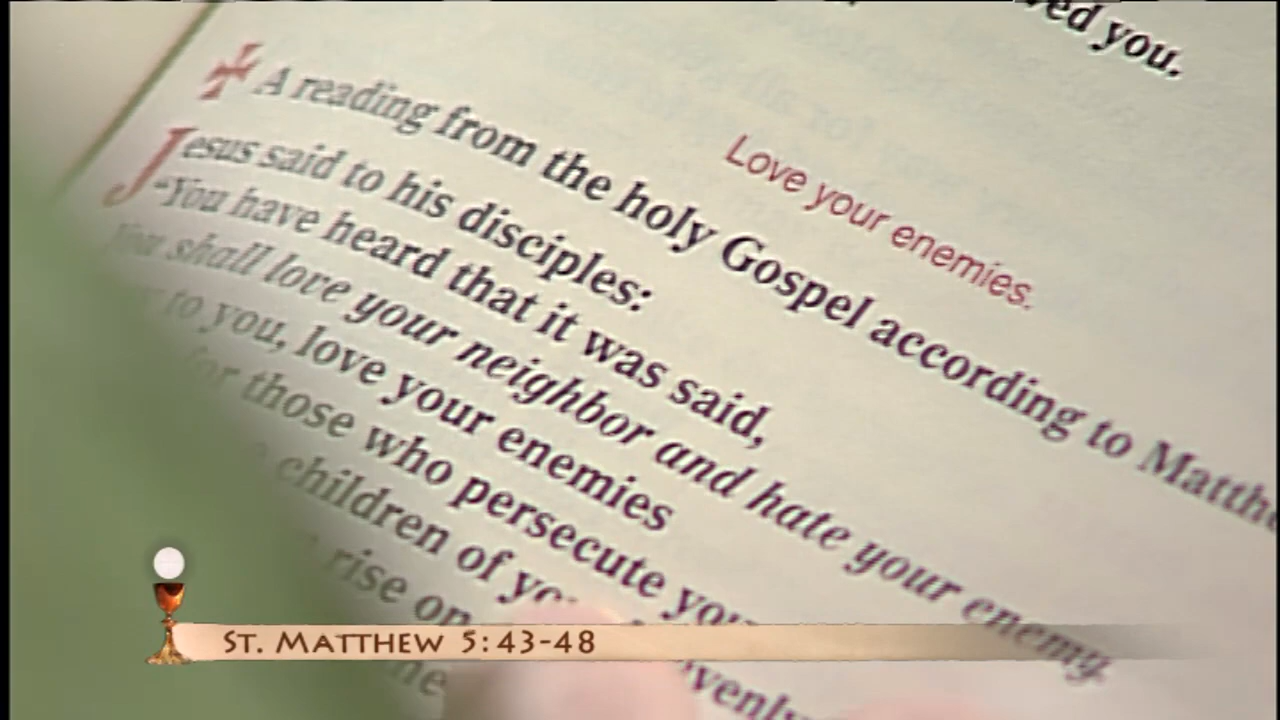 ved you.
Love your enemies.
A reading from the holy Gospel according to Matth
Jesus said to his disciples:
"You have heard that it was said,
You shall love your neighbor and hate your enemy.
to you, love your enemies
for those who persecute you
children of yo
rise on
venly
ST. MATTHEW 5:43-48